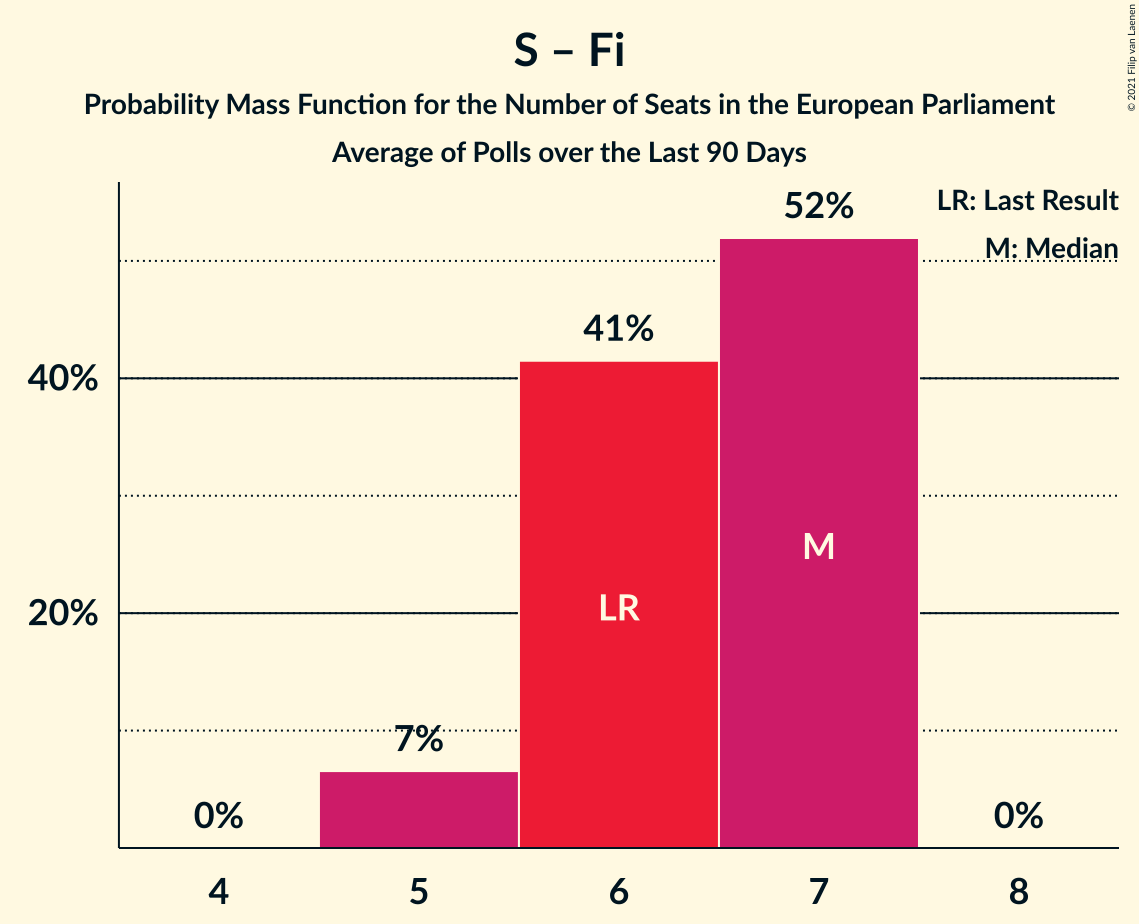 S – Fi
Probability Mass Function for the Number of Seats in the European Parliament
Average of Polls over the Last 90 Days
© 2021 Filip van Laenen
LR: Last Result
M: Median
52%
41%
40%
M
LR
20%
7%
0%
0%
4 5 6 7 8